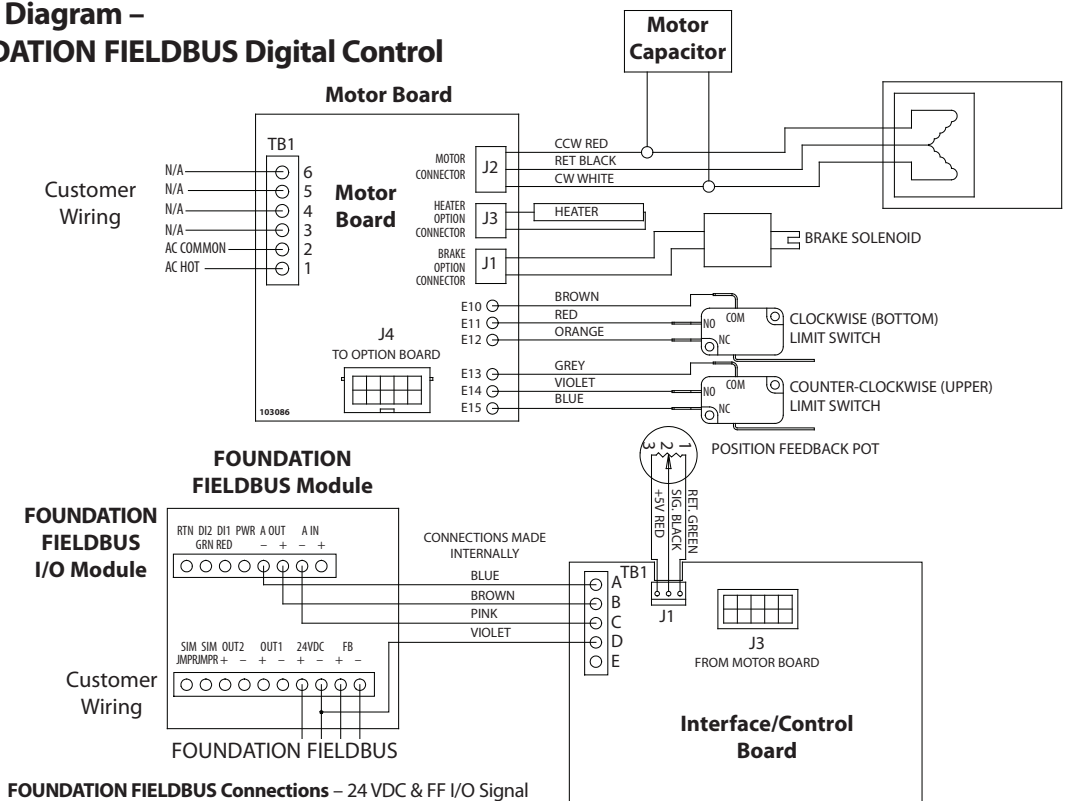 Diagram –
DATION FIELDBUS Digital Control
Motor
Capacitor
Motor Board
TB1
Customer
Wiring
N/A
N/A
N/A
N/A
AC COMMON
AC HOT
6
5
4
3
2
1
Motor
Board
MOTOR
CONNECTOR
J2
HEATER
OPTION
CONNECTOR
J3
BRAKE
OPTION
CONNECTOR
J1
CCW RED
RET BLACK
CW WHITE
HEATER
BRAKE SOLENOID
J4
TO OPTION BOARD
103086
E10
E11
E12
E13
E14
E15
BROWN
RED
ORANGE
GREY
VIOLET
BLUE
COM
NO
NC
CLOCKWISE (BOTTOM)
LIMIT SWITCH
COM
NO
NC
COUNTER-CLOCKWISE (UPPER)
LIMIT SWITCH
3 2 1
POSITION FEEDBACK POT
+5V RED
SIG. BLACK
RET. GREEN
FOUNDATION
FIELDBUS Module
FOUNDATION
FIELDBUS
I/O Module
RTN DI2 DI1 PWR A OUT A IN
GRN RED – + – +
CONNECTIONS MADE
INTERNALLY
BLUE
BROWN
PINK
VIOLET
TB1
A
B
C
D
E
J1
J3
FROM MOTOR BOARD
SIM SIM OUT2 OUT1 24VDC FB
JMPR JMPR + – + – + – + –
Customer
Wiring
FOUNDATION FIELDBUS
Interface/Control
Board
FOUNDATION FIELDBUS Connections – 24 VDC & FF I/O Signal